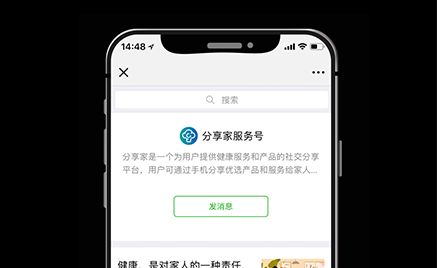 14:48
搜索
分享家服务号
分享家是一个为用户提供健康服务和产品的社交分享
平台，用户可通过手机分享优选产品和服务给家人...
发消息
健康，是对家人的一种责任